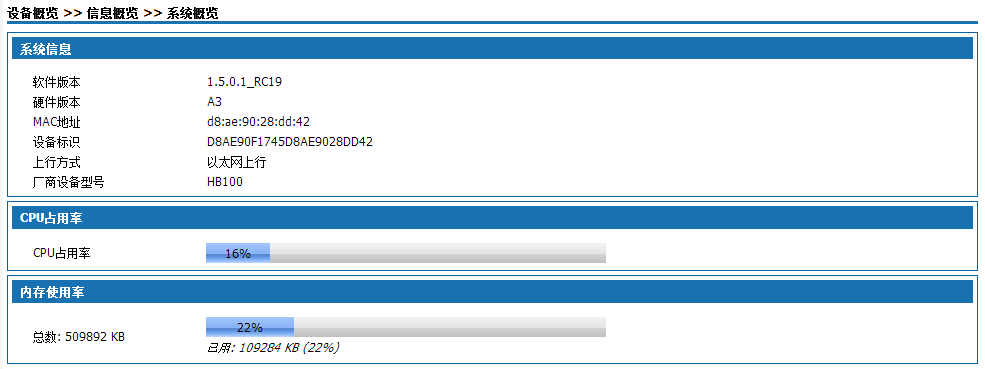 设备概览 >> 信息概览 >> 系统概览
系统信息
软件版本 1.5.0.1_RC19
硬件版本 A3
MAC地址 d8:ae:90:28:dd:42
设备标识 D8AE90F1745D8AE9028DD42
上行方式 以太网上行
厂商设备型号 HB100
CPU占用率
CPU占用率 16%
内存使用率
22%
总数: 509892 KB
已用: 109284 KB (22%)